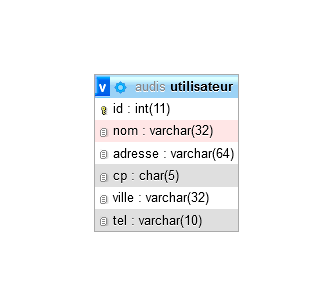 v audis utilisateur
id : int(11)
nom : varchar(32)
adresse : varchar(64)
cp : char(5)
ville : varchar(32)
tel : varchar(10)